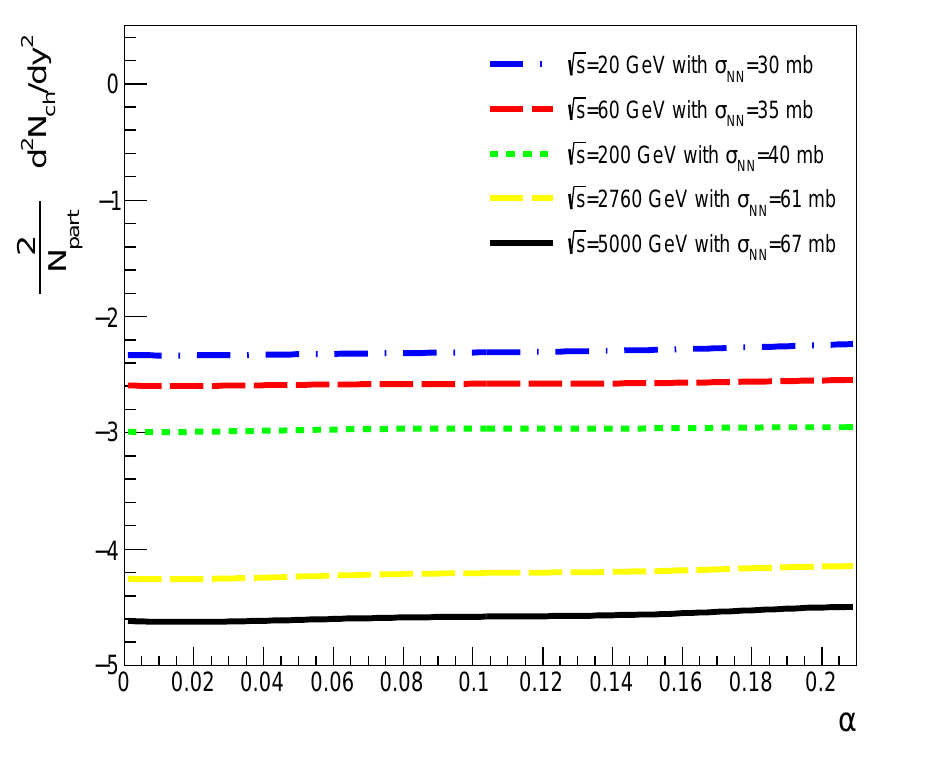 2
N_part
d²N_ch/dy²
0
−1
−2
−3
−4
−5
√s=20 GeV with σ_NN=30 mb
√s=60 GeV with σ_NN=35 mb
√s=200 GeV with σ_NN=40 mb
√s=2760 GeV with σ_NN=61 mb
√s=5000 GeV with σ_NN=67 mb
0 0.02 0.04 0.06 0.08 0.1 0.12 0.14 0.16 0.18 0.2
α